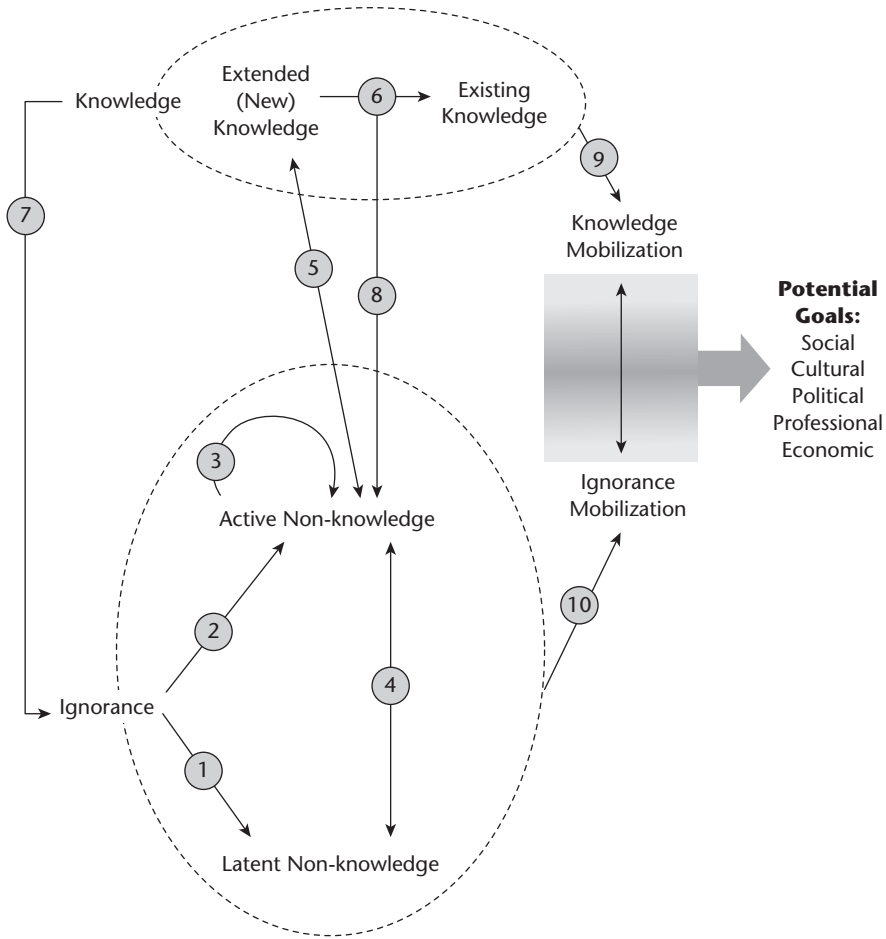 Knowledge
Extended
(New)
Knowledge
6
Existing
Knowledge
9
7
Knowledge
Mobilization
5
8
Potential
Goals:
Social
Cultural
Political
Professional
Economic
3
Active Non-knowledge
Ignorance
Mobilization
2
10
4
Ignorance
1
Latent Non-knowledge